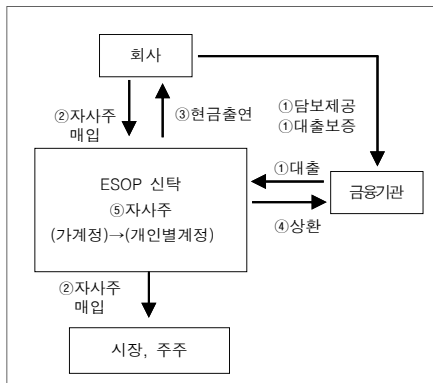 회사
②자사주
매입
③현금출연
①담보제공
①대출보증
ESOP 신탁
⑤자사주
(가계정)→(개인별계정)
①대출
④상환
금융기관
②자사주
매입
시장, 주주